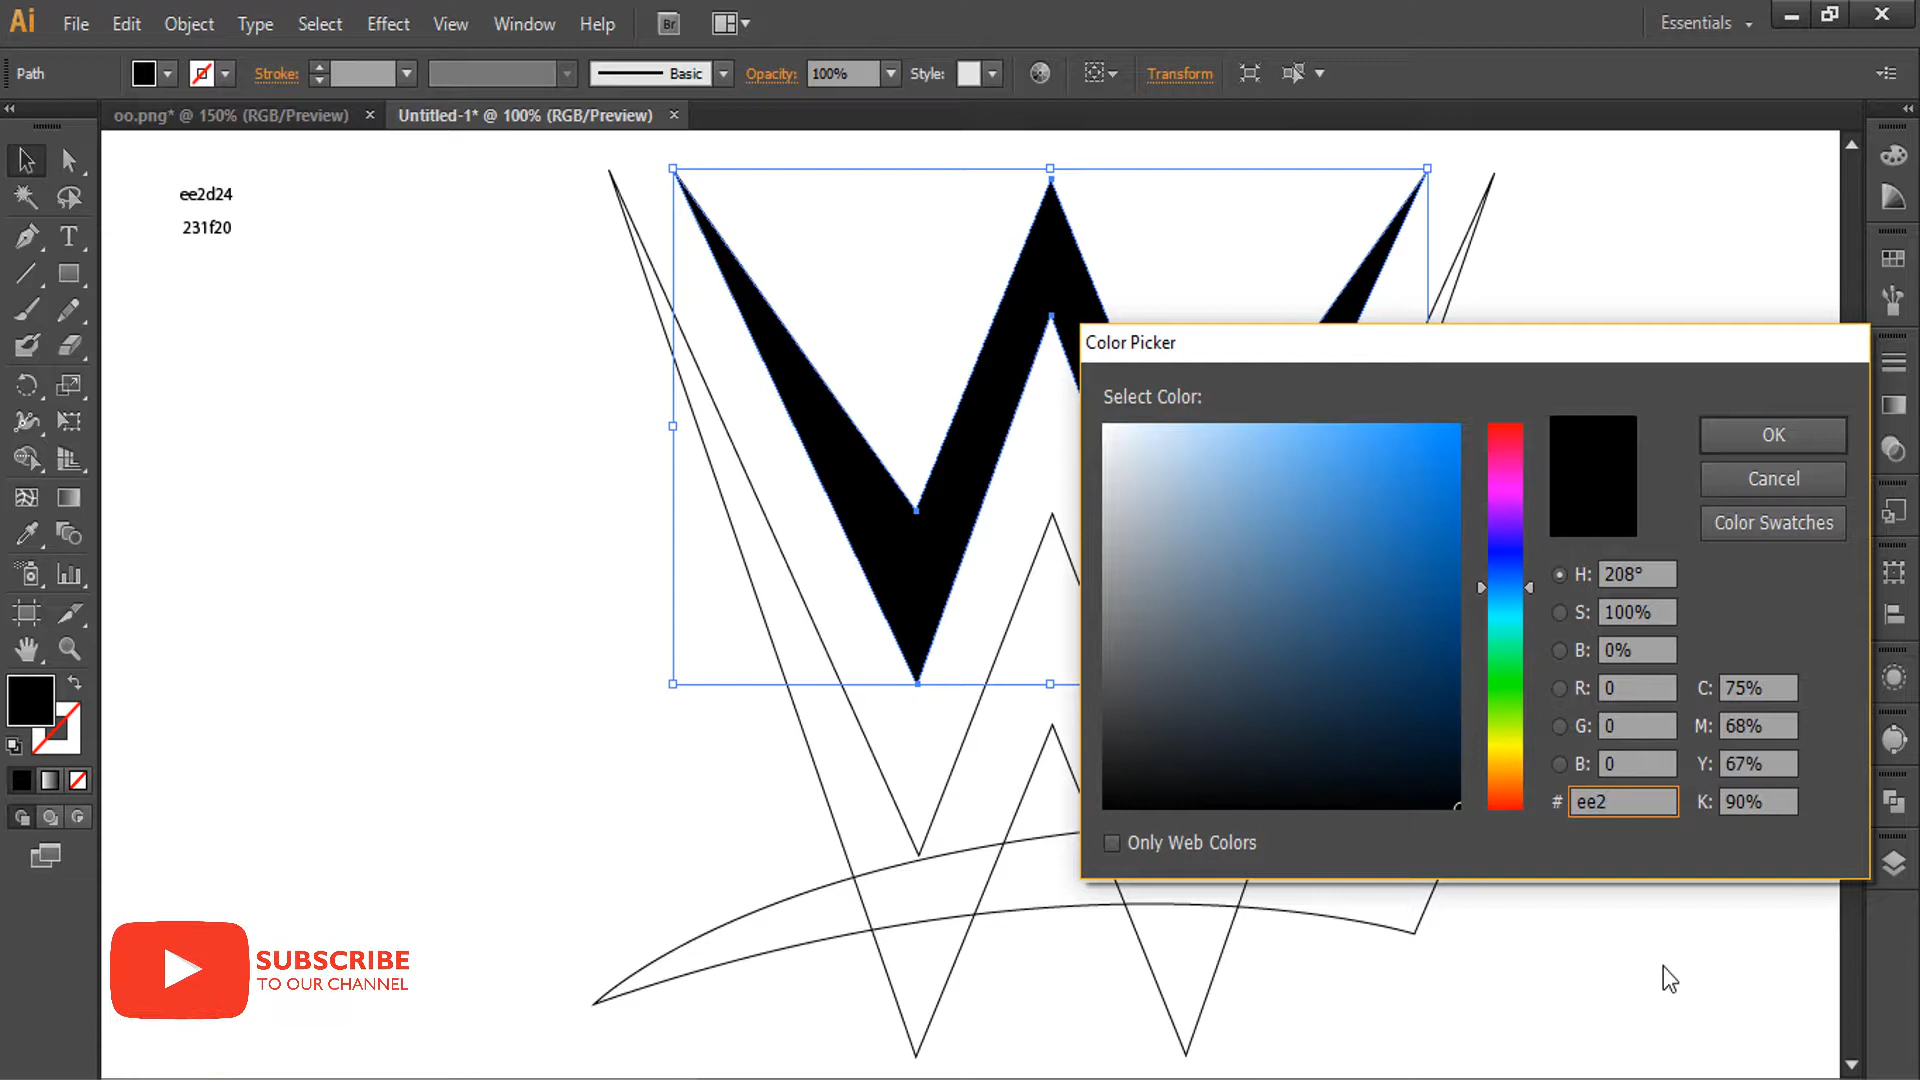 Ai File Edit Object Type Select Effect View Window Help Br Essentials
Path Stroke: Basic Opacity: 100% Style: Transform
oo.png* @ 150% (RGB/Preview) Untitled-1* @ 100% (RGB/Preview)
ee2d24
231f20
Color Picker
Select Color:
OK
Cancel
Color Swatches
H: 208°
S: 100%
B: 0%
R: 0 C: 75%
G: 0 M: 68%
B: 0 Y: 67%
# ee2 K: 90%
Only Web Colors
SUBSCRIBE
TO OUR CHANNEL